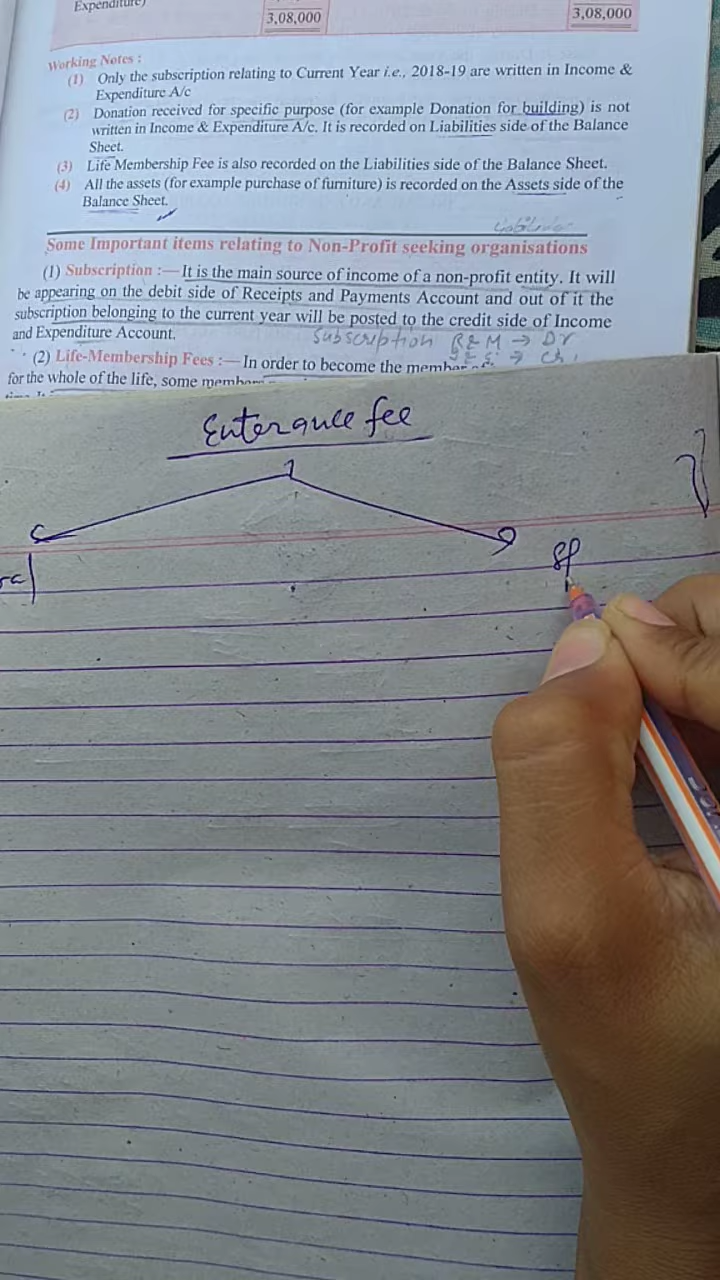 Expenditure)
3,08,000 3,08,000
Working Notes :
(1) Only the subscription relating to Current Year i.e., 2018-19 are written in Income &
Expenditure A/c
(2) Donation received for specific purpose (for example Donation for building) is not
written in Income & Expenditure A/c. It is recorded on Liabilities side of the Balance
Sheet.
(3) Life Membership Fee is also recorded on the Liabilities side of the Balance Sheet.
(4) All the assets (for example purchase of furniture) is recorded on the Assets side of the
Balance Sheet.
Some Important items relating to Non-Profit seeking organisations
(1) Subscription :— It is the main source of income of a non-profit entity. It will
be appearing on the debit side of Receipts and Payments Account and out of it the
subscription belonging to the current year will be posted to the credit side of Income
and Expenditure Account.
Subscription R&M → Dr
(2) Life-Membership Fees :— In order to become the member
for the whole of the life, some
Enterance fee
ral
sp